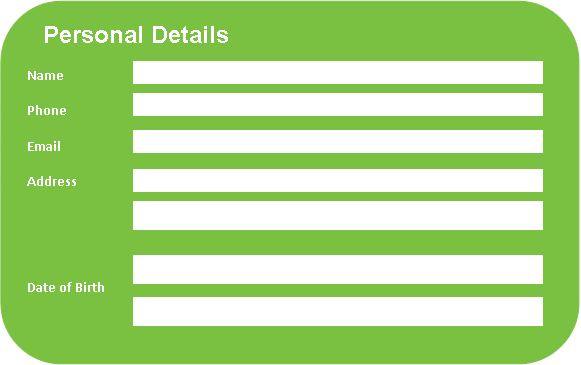 Personal Details
Name
Phone
Email
Address
Date of Birth